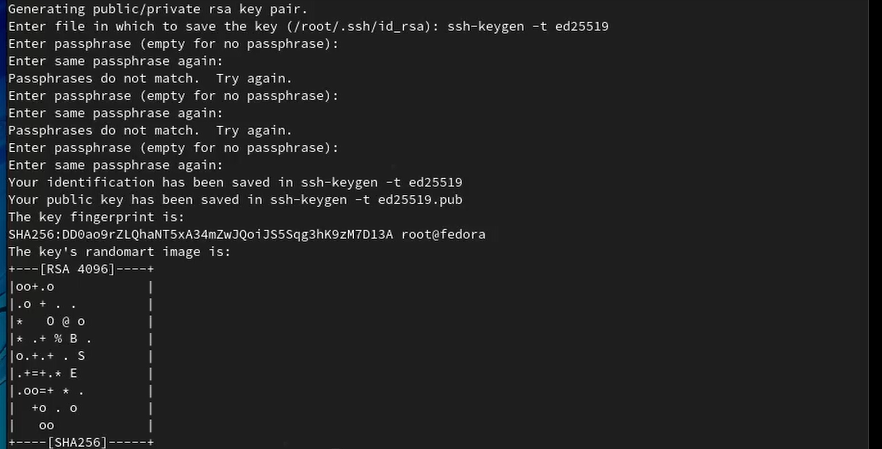 Generating public/private rsa key pair.
Enter file in which to save the key (/root/.ssh/id_rsa): ssh-keygen -t ed25519
Enter passphrase (empty for no passphrase):
Enter same passphrase again:
Passphrases do not match.  Try again.
Enter passphrase (empty for no passphrase):
Enter same passphrase again:
Passphrases do not match.  Try again.
Enter passphrase (empty for no passphrase):
Enter same passphrase again:
Your identification has been saved in ssh-keygen -t ed25519
Your public key has been saved in ssh-keygen -t ed25519.pub
The key fingerprint is:
SHA256:DD0ao9rZLQhaNT5xA34mZwJQoiJS5Sqg3hK9zM7D13A root@fedora
The key's randomart image is:
+---[RSA 4096]----+
|oo+.o            |
|.o + . .         |
|*   O @ o        |
|* .+ % B .       |
|o.+.+ . S        |
|.+=+.* E         |
|.oo=+ * .        |
|  +o . o         |
|   oo            |
+----[SHA256]-----+